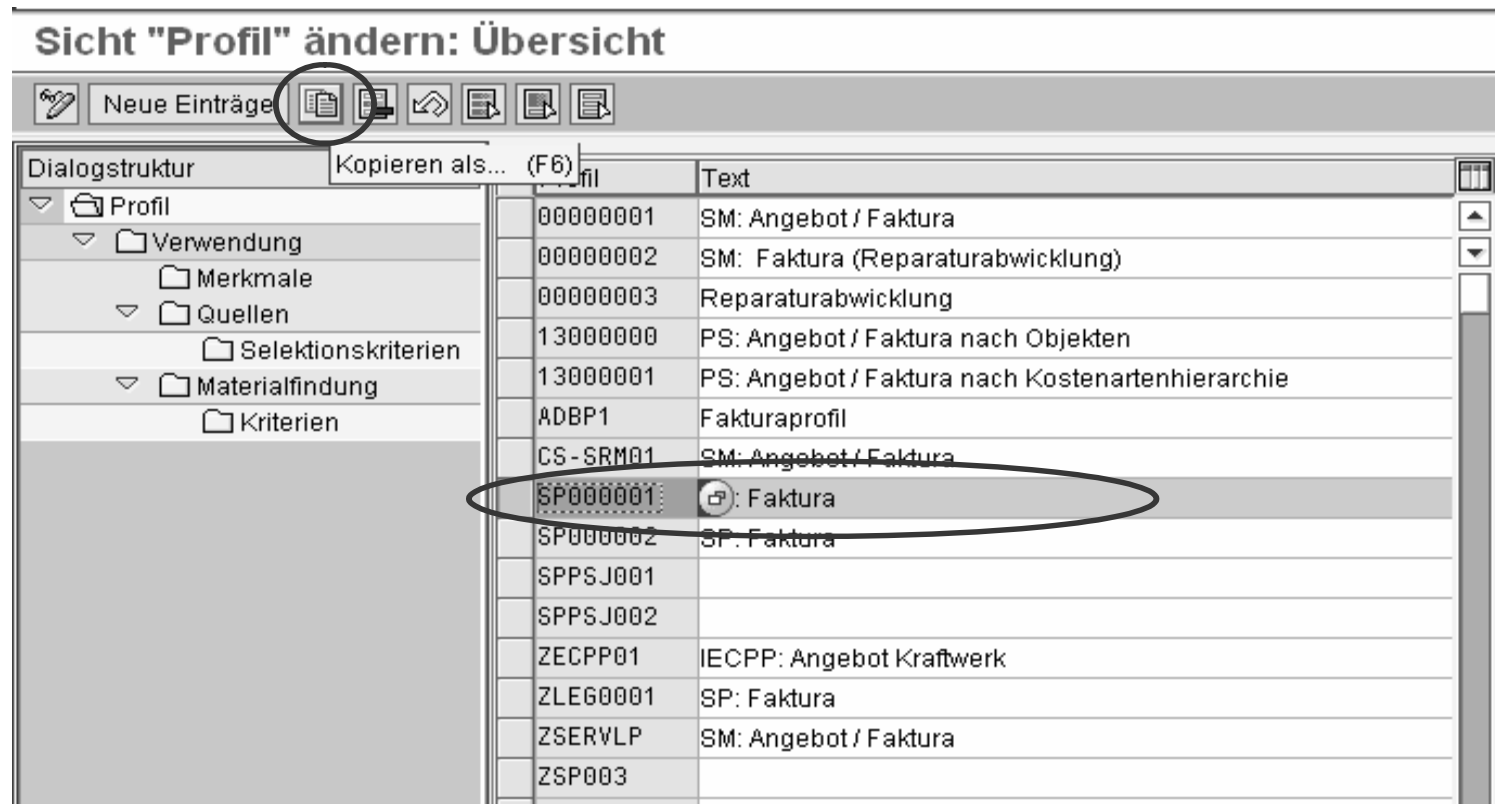 Sicht "Profil" ändern: Übersicht
Neue Einträge
Kopieren als... (F6)
Dialogstruktur
Profil
Verwendung
Merkmale
Quellen
Selektionskriterien
Materialfindung
Kriterien
Text
00000001 SM: Angebot / Faktura
00000002 SM: Faktura (Reparaturabwicklung)
00000003 Reparaturabwicklung
13000000 PS: Angebot / Faktura nach Objekten
13000001 PS: Angebot / Faktura nach Kostenartenhierarchie
ADBP1 Fakturaprofil
CS-SRM01 SM: Angebot / Faktura
SP000001 : Faktura
SP000002 SP: Faktura
SPPSJ001
SPPSJ002
ZECPP01 IECPP: Angebot Kraftwerk
ZLEG0001 SP: Faktura
ZSERVLP SM: Angebot / Faktura
ZSP003